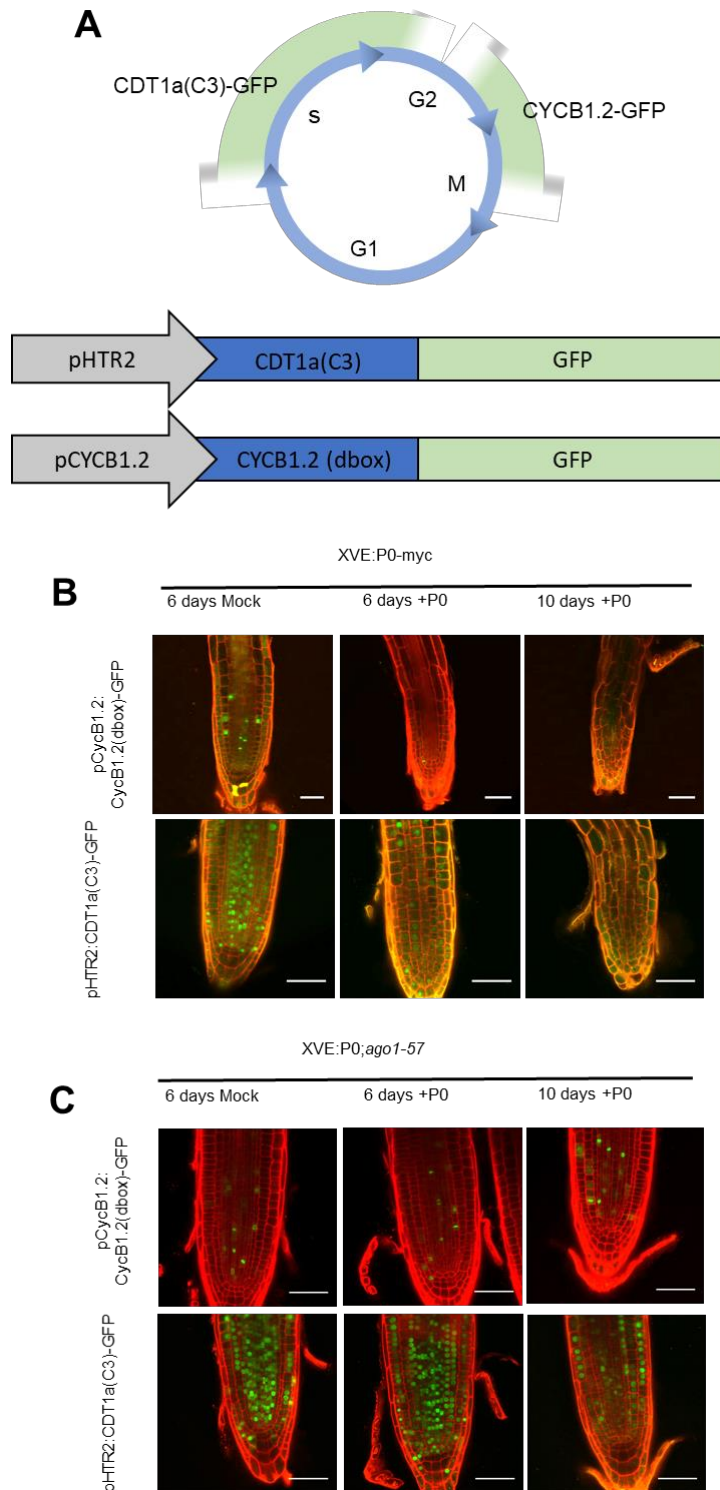 A
CDT1a(C3)-GFP
G2
CYCB1.2-GFP
s
M
G1
pHTR2
CDT1a(C3)
GFP
pCYCB1.2
CYCB1.2 (dbox)
GFP
XVE:P0-myc
B
6 days Mock
6 days +P0
10 days +P0
pCycB1.2:
CycB1.2(dbox)-GFP
pHTR2:CDT1a(C3)-GFP
XVE:P0;ago1-57
C
6 days Mock
6 days +P0
10 days +P0
pCycB1.2:
CycB1.2(dbox)-GFP
pHTR2:CDT1a(C3)-GFP